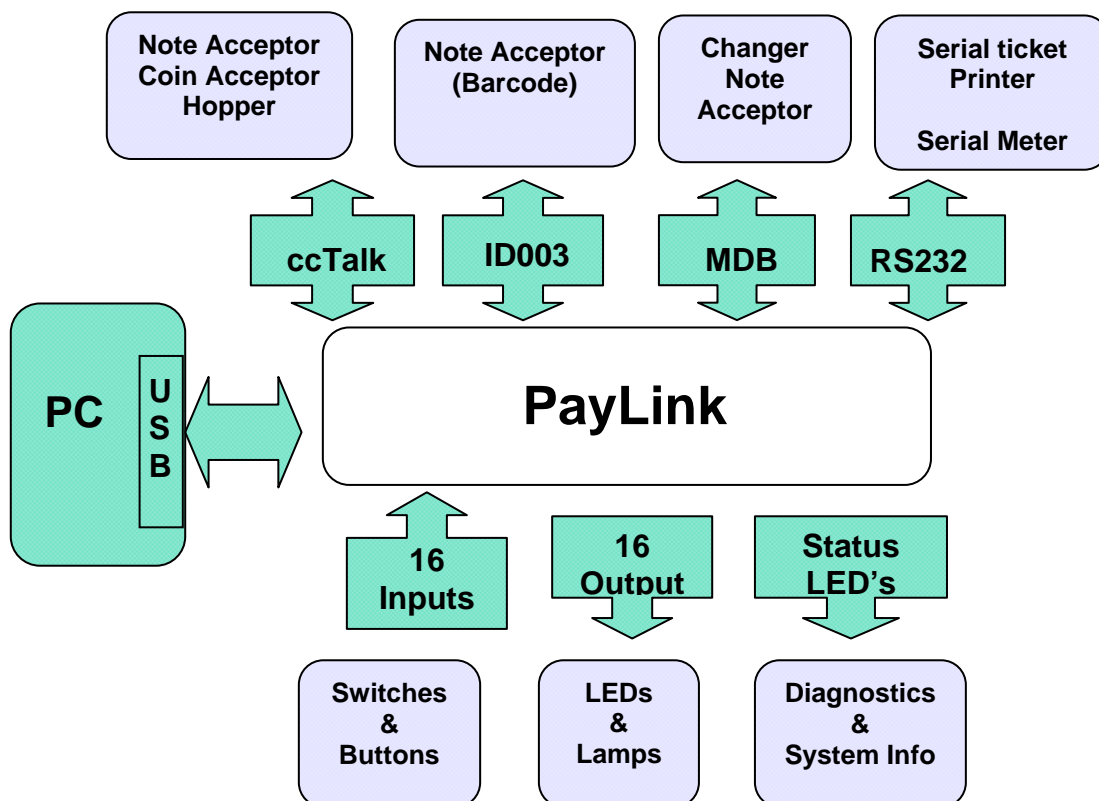 Note Acceptor
Coin Acceptor
Hopper
Note Acceptor
(Barcode)
Changer
Note
Acceptor
Serial ticket
Printer
Serial Meter
ccTalk
ID003
MDB
RS232
PC
U
S
B
PayLink
16
Inputs
16
Output
Status
LED's
Switches
&
Buttons
LEDs
&
Lamps
Diagnostics
&
System Info